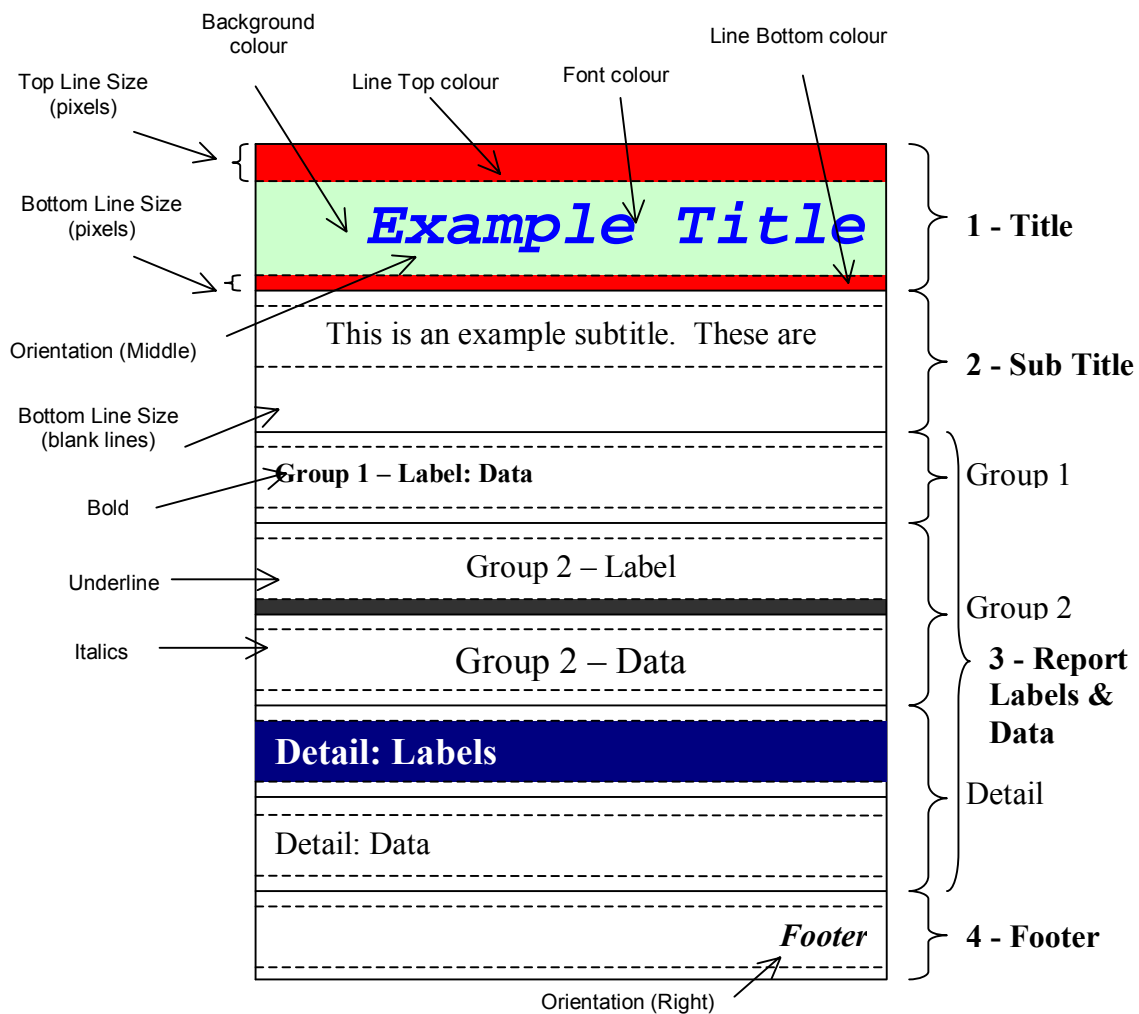 Background
colour
Line Bottom colour
Top Line Size
(pixels)
Line Top colour
Font colour
Bottom Line Size
(pixels)
Example Title
1 - Title
Orientation (Middle)
This is an example subtitle. These are
2 - Sub Title
Bottom Line Size
(blank lines)
Group 1 – Label: Data
Group 1
Bold
Group 2 – Label
Underline
Group 2
Italics
Group 2 – Data
3 - Report
Labels &
Data
Detail: Labels
Detail
Detail: Data
Footer
4 - Footer
Orientation (Right)